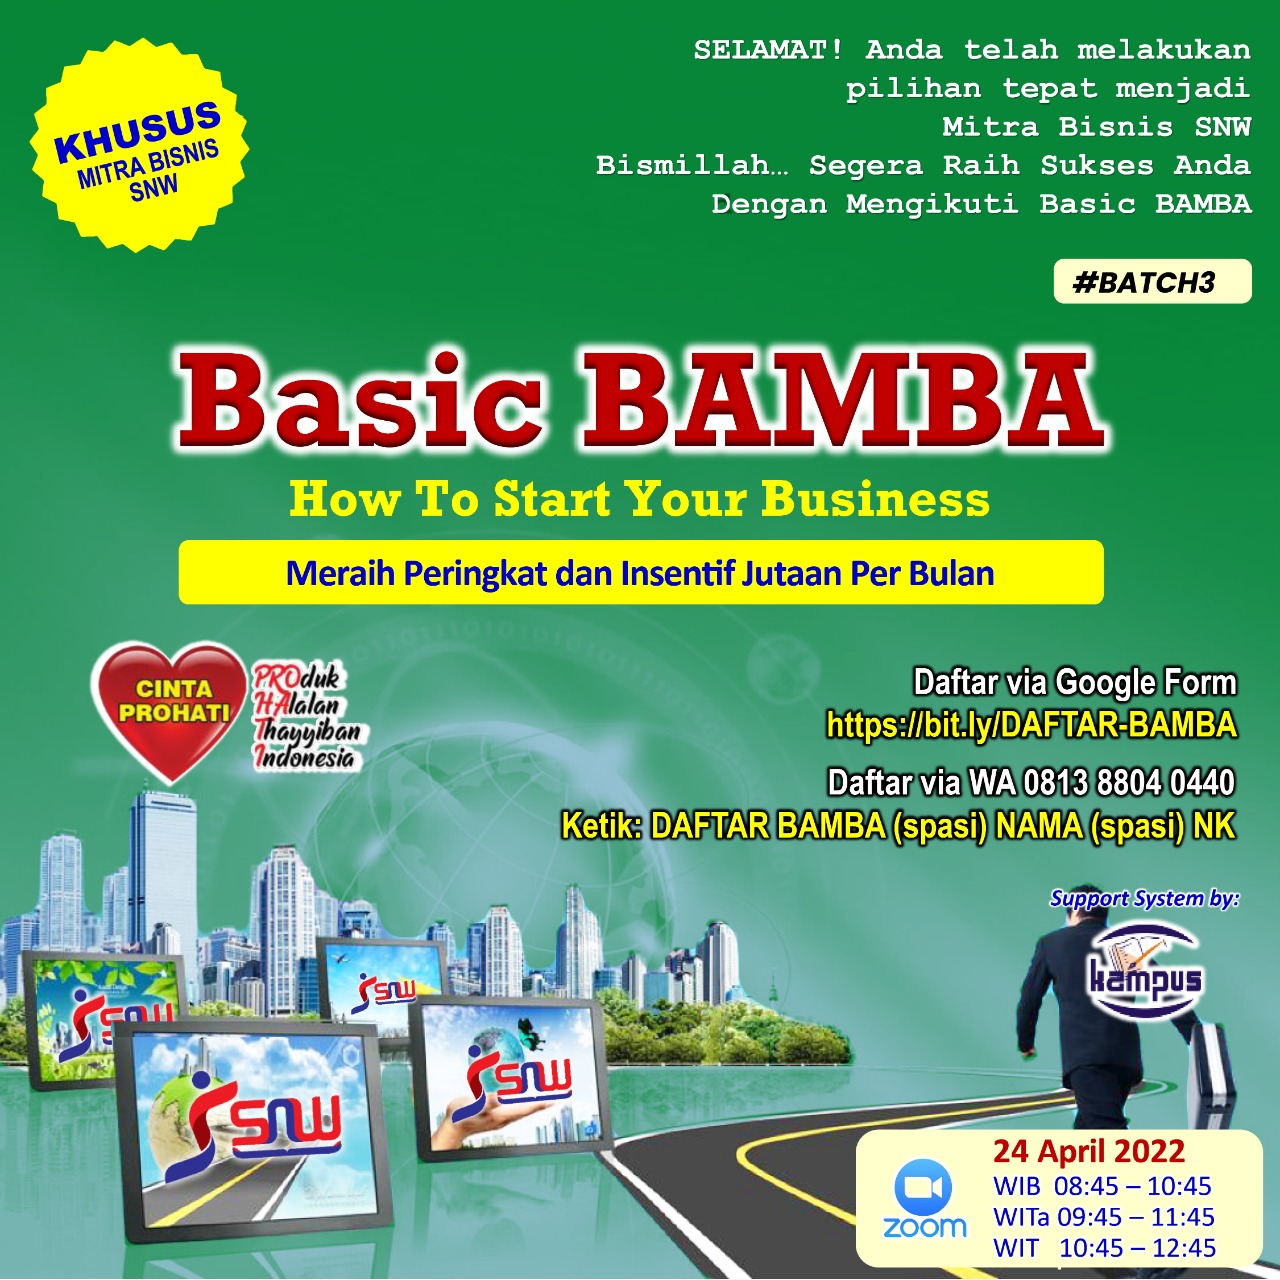 KHUSUS
MITRA BISNIS
SNW
SELAMAT! Anda telah melakukan
pilihan tepat menjadi
Mitra Bisnis SNW
Bismillah… Segera Raih Sukses Anda
Dengan Mengikuti Basic BAMBA
#BATCH3
Basic BAMBA
How To Start Your Business
Meraih Peringkat dan Insentif Jutaan Per Bulan
CINTA
PROHATI
PROduk
HAlalan
Thayyiban
Indonesia
Daftar via Google Form
https://bit.ly/DAFTAR-BAMBA
Daftar via WA 0813 8804 0440
Ketik: DAFTAR BAMBA (spasi) NAMA (spasi) NK
Support System by:
kampus
SNW
SNW
SNW
SNW
zoom
24 April 2022
WIB 08:45 – 10:45
WITa 09:45 – 11:45
WIT 10:45 – 12:45